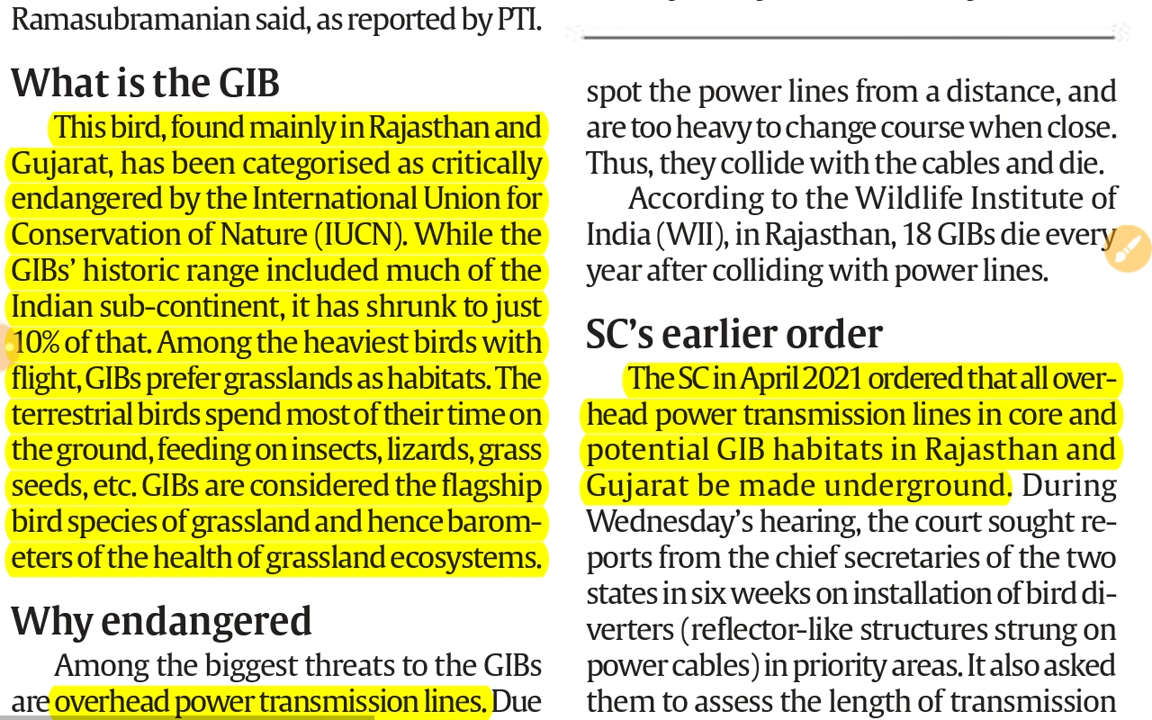 Ramasubramanian said, as reported by PTI.
What is the GIB
This bird, found mainly in Rajasthan and
Gujarat, has been categorised as critically
endangered by the International Union for
Conservation of Nature (IUCN). While the
GIBs’ historic range included much of the
Indian sub-continent, it has shrunk to just
10% of that. Among the heaviest birds with
flight, GIBs prefer grasslands as habitats. The
terrestrial birds spend most of their time on
the ground, feeding on insects, lizards, grass
seeds, etc. GIBs are considered the flagship
bird species of grassland and hence barom-
eters of the health of grassland ecosystems.
Why endangered
Among the biggest threats to the GIBs
are overhead power transmission lines. Due
spot the power lines from a distance, and
are too heavy to change course when close.
Thus, they collide with the cables and die.
According to the Wildlife Institute of
India (WII), in Rajasthan, 18 GIBs die every
year after colliding with power lines.
SC’s earlier order
The SC in April 2021 ordered that all over-
head power transmission lines in core and
potential GIB habitats in Rajasthan and
Gujarat be made underground. During
Wednesday’s hearing, the court sought re-
ports from the chief secretaries of the two
states in six weeks on installation of bird di-
verters (reflector-like structures strung on
power cables) in priority areas. It also asked
them to assess the length of transmission